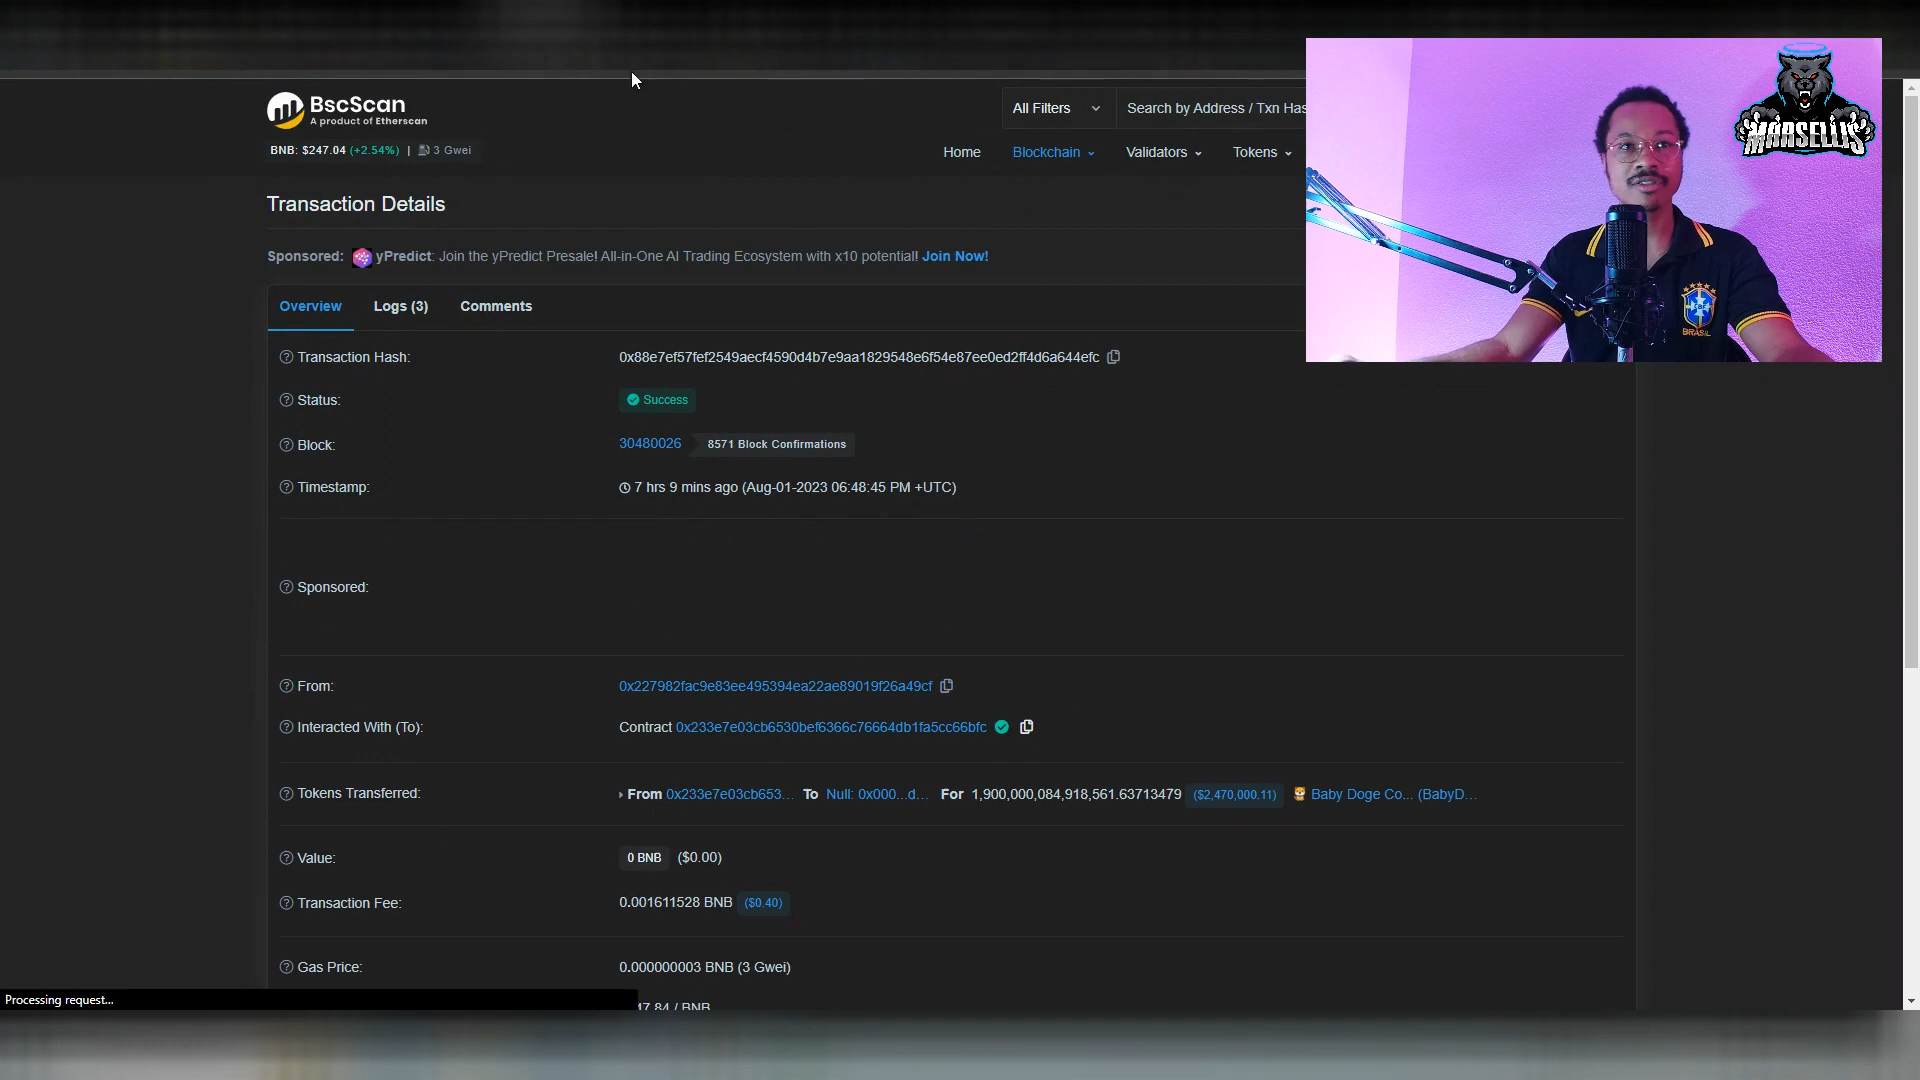 BscScan
A product of Etherscan
All Filters
Search by Address / Txn Has
BNB: $247.04 (+2.54%) | 3 Gwei
Home
Blockchain
Validators
Tokens
MARSELLIS
BRASIL
Transaction Details
Sponsored: yPredict: Join the yPredict Presale! All-in-One AI Trading Ecosystem with x10 potential! Join Now!
Overview
Logs (3)
Comments
Transaction Hash: 0x88e7ef57fef2549aecf4590d4b7e9aa1829548e6f54e87ee0ed2ff4d6a644efc
Status: Success
Block: 30480026 8571 Block Confirmations
Timestamp: 7 hrs 9 mins ago (Aug-01-2023 06:48:45 PM +UTC)
Sponsored:
From: 0x227982fac9e83ee495394ea22ae89019f26a49cf
Interacted With (To): Contract 0x233e7e03cb6530bef6366c76664db1fa5cc66bfc
Tokens Transferred: From 0x233e7e03cb653... To Null: 0x000...d... For 1,900,000,084,918,561.63713479 ($2,470,000.11) Baby Doge Co... (BabyD...
Value: 0 BNB ($0.00)
Transaction Fee: 0.001611528 BNB ($0.40)
Gas Price: 0.000000003 BNB (3 Gwei)
Processing request...
47.84 / BNB